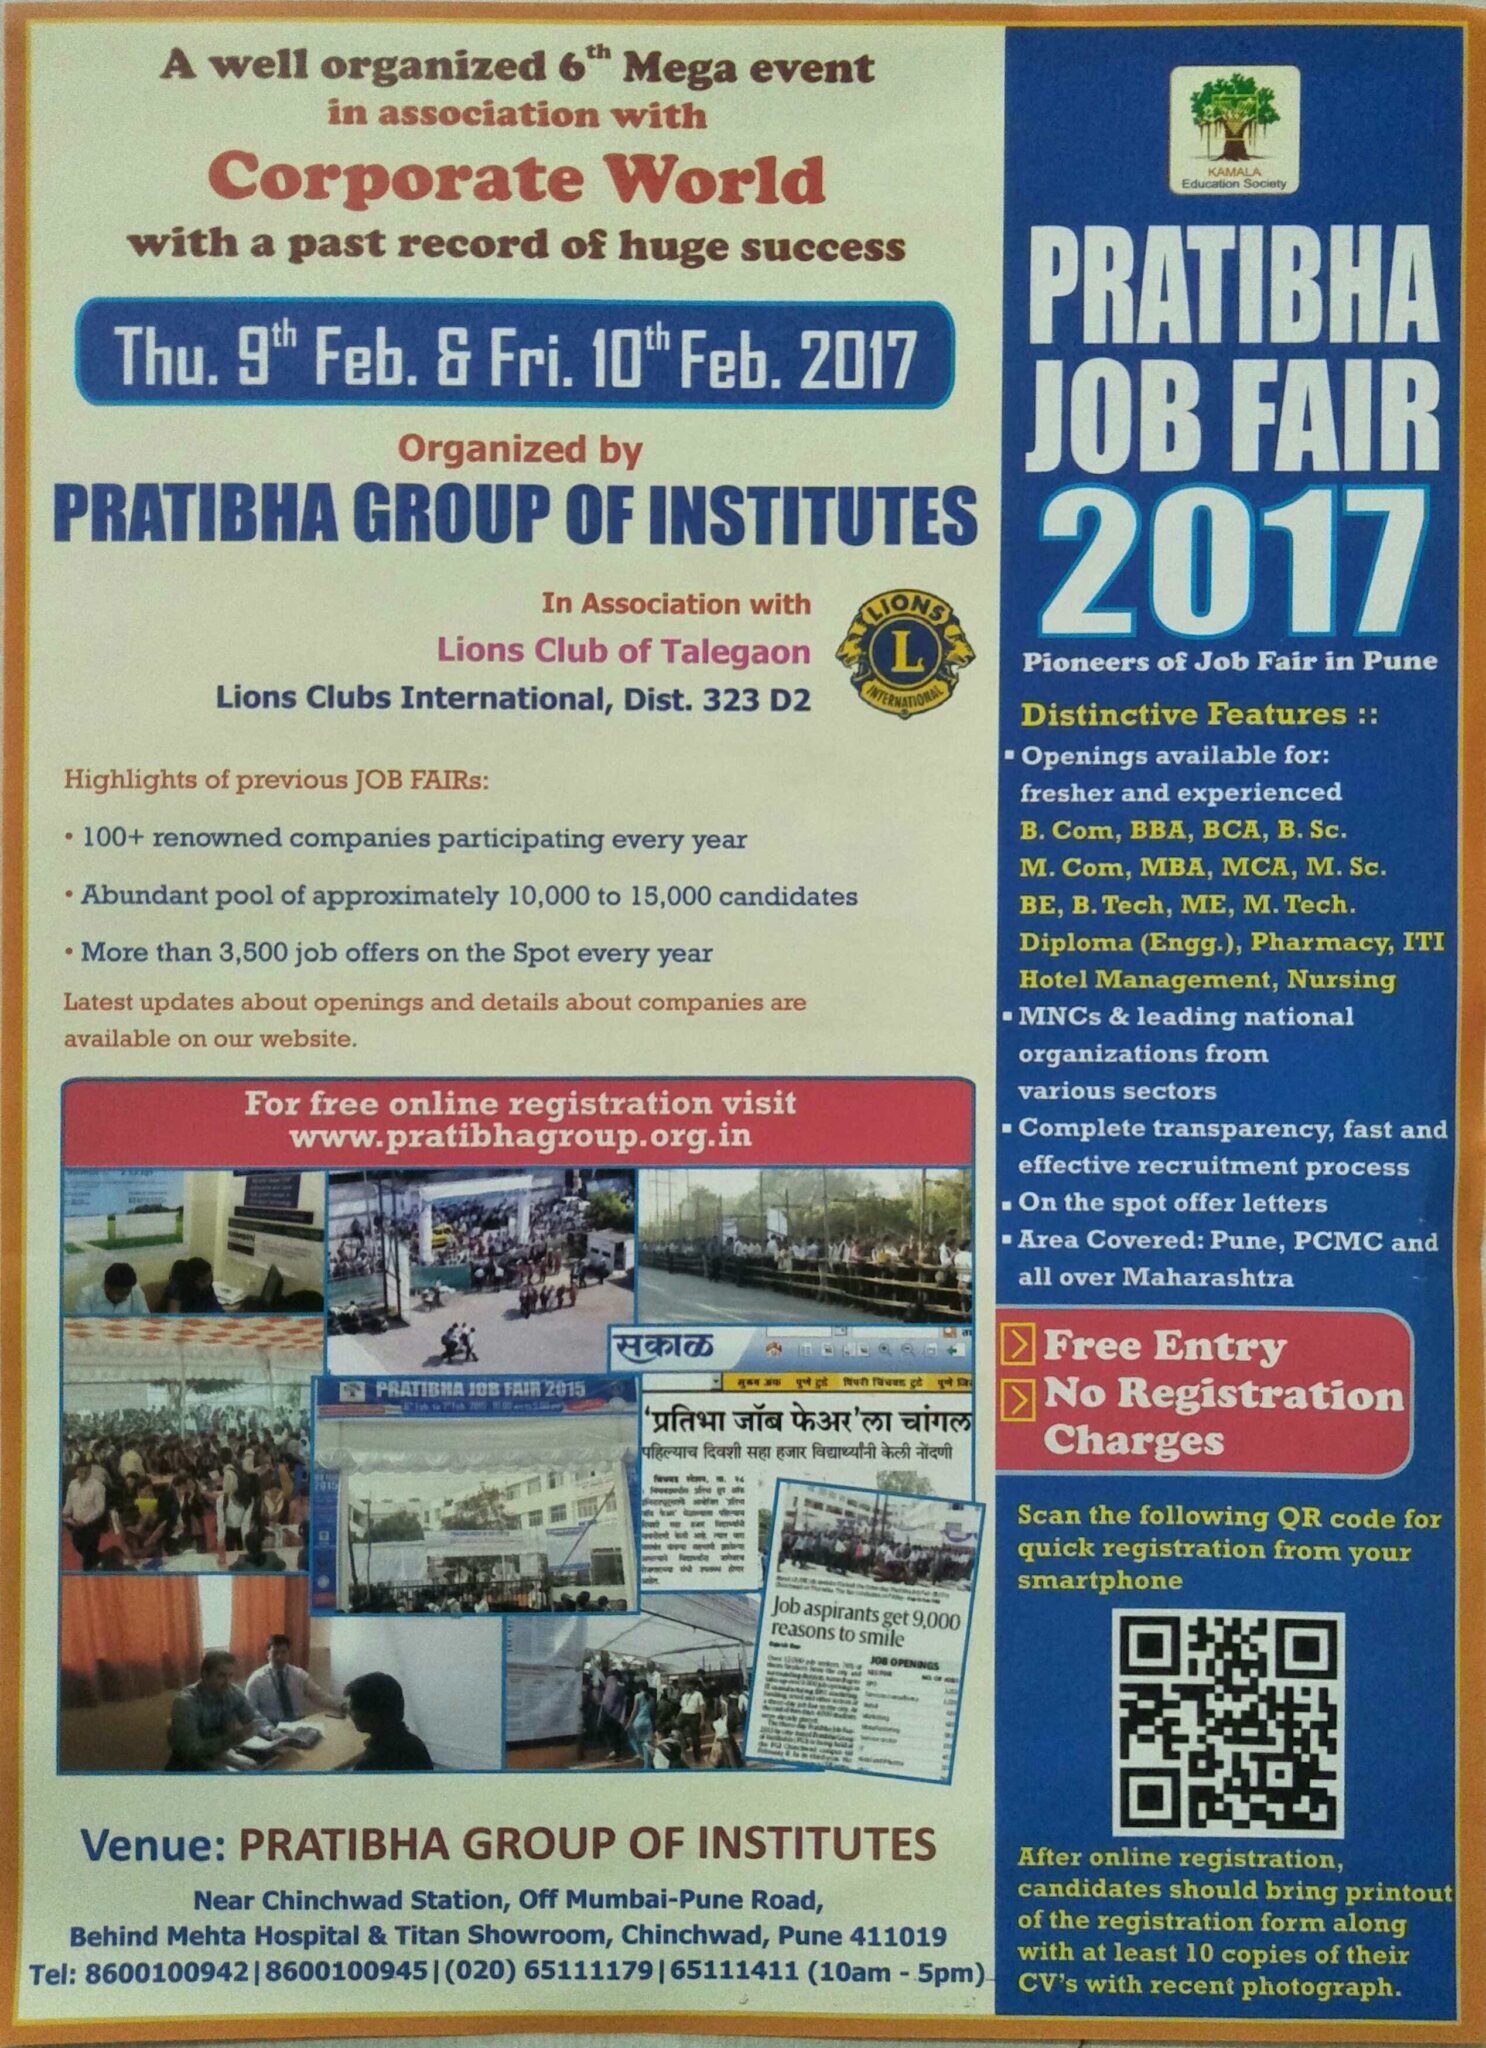 A well organized 6th Mega event
in association with
Corporate World
with a past record of huge success
Thu. 9th Feb. & Fri. 10th Feb. 2017
Organized by
PRATIBHA GROUP OF INSTITUTES
In Association with
Lions Club of Talegaon
Lions Clubs International, Dist. 323 D2
LIONS
L
INTERNATIONAL
Highlights of previous JOB FAIRs:
• 100+ renowned companies participating every year
• Abundant pool of approximately 10,000 to 15,000 candidates
• More than 3,500 job offers on the Spot every year
Latest updates about openings and details about companies are
available on our website.
For free online registration visit
www.pratibhagroup.org.in
सकाळ
मुख्य अंक पुणे टुडे पिंपरी चिंचवड टुडे पुणे
PRATIBHA JOB FAIR 2015
'प्रतिभा जॉब फेअर'ला चांगल
पहिल्याच दिवशी सहा हजार विद्यार्थ्यांनी केली नोंदणी
Job aspirants get 9,000
reasons to smile
JOB OPENINGS
Venue: PRATIBHA GROUP OF INSTITUTES
Near Chinchwad Station, Off Mumbai-Pune Road,
Behind Mehta Hospital & Titan Showroom, Chinchwad, Pune 411019
Tel: 8600100942|8600100945|(020) 65111179|65111411 (10am - 5pm)
KAMALA
Education Society
PRATIBHA
JOB FAIR
2017
Pioneers of Job Fair in Pune
Distinctive Features ::
▪ Openings available for:
fresher and experienced
B. Com, BBA, BCA, B. Sc.
M. Com, MBA, MCA, M. Sc.
BE, B. Tech, ME, M. Tech.
Diploma (Engg.), Pharmacy, ITI
Hotel Management, Nursing
▪ MNCs & leading national
organizations from
various sectors
▪ Complete transparency, fast and
effective recruitment process
▪ On the spot offer letters
▪ Area Covered: Pune, PCMC and
all over Maharashtra
Free Entry
No Registration
Charges
Scan the following QR code for
quick registration from your
smartphone
After online registration,
candidates should bring printout
of the registration form along
with at least 10 copies of their
CV's with recent photograph.